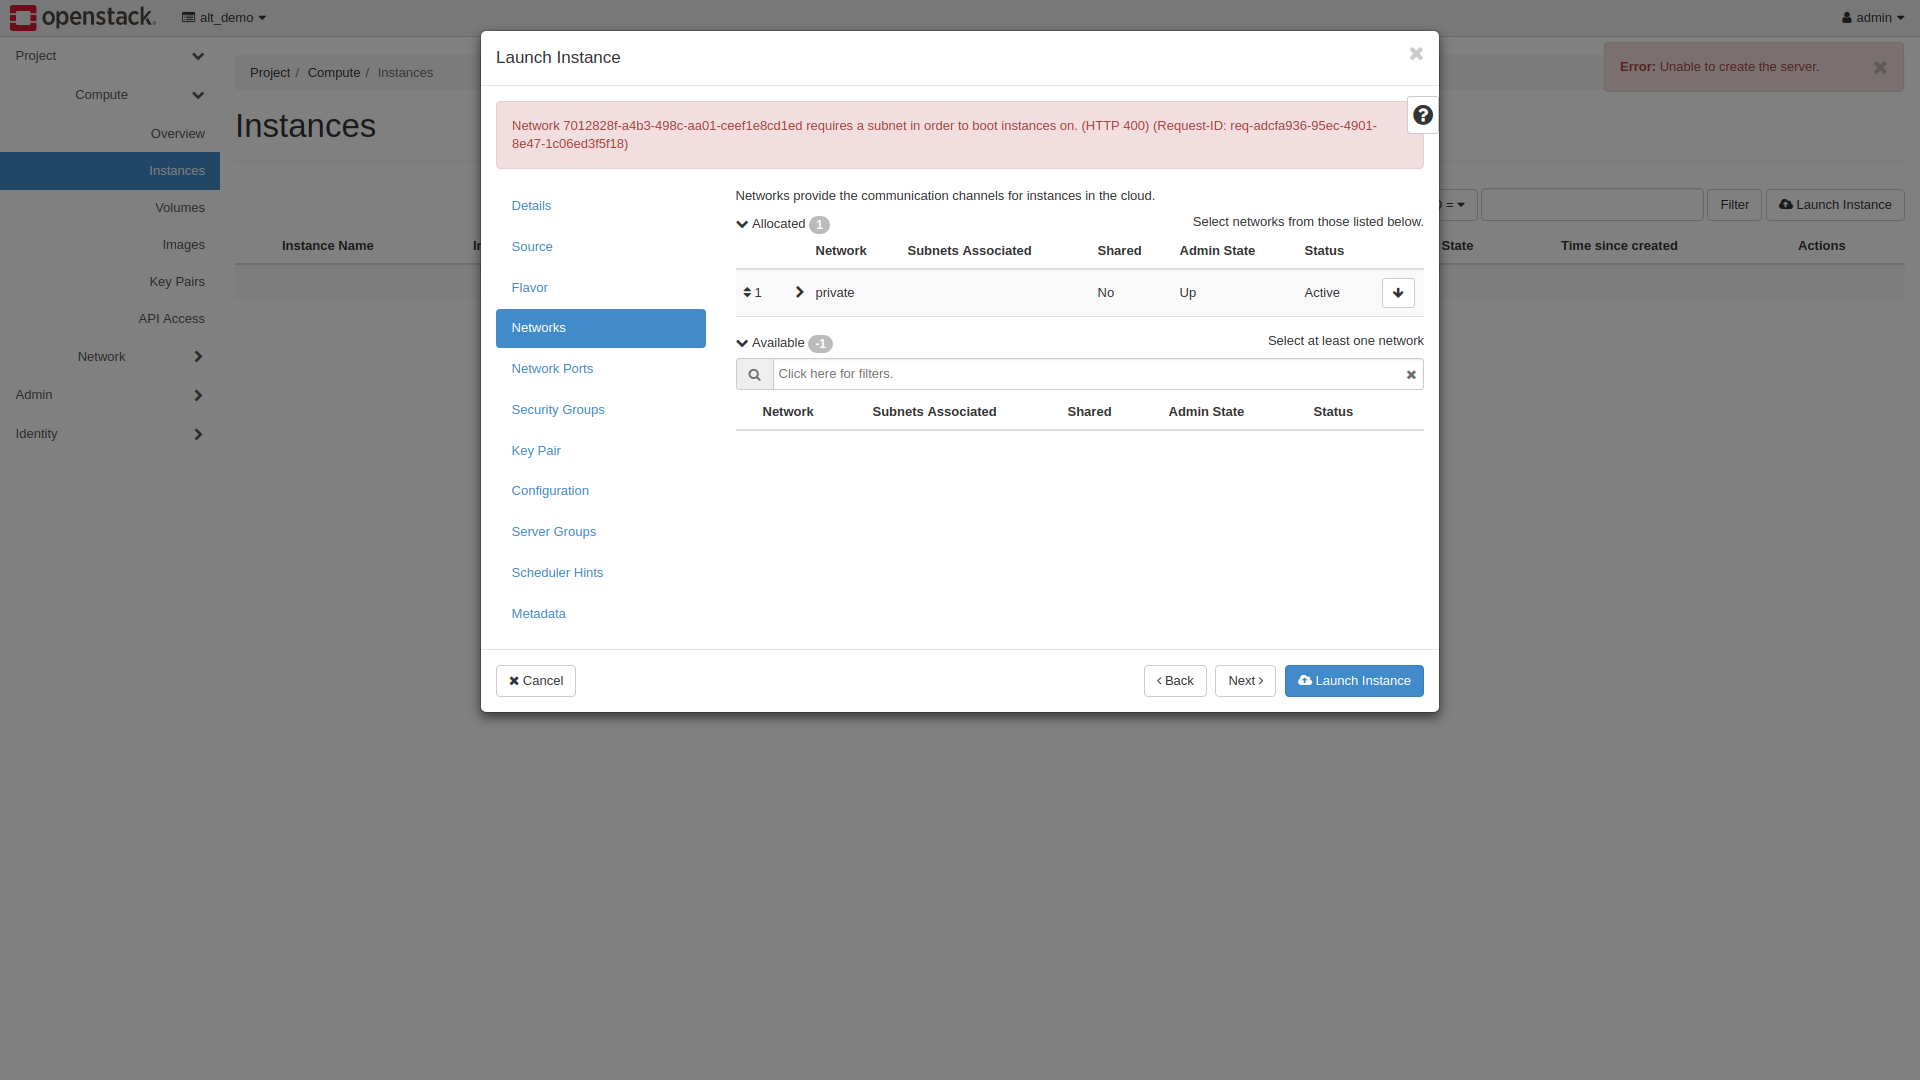 openstack.
alt_demo
admin
Project
Compute
Overview
Instances
Volumes
Images
Key Pairs
API Access
Network
Admin
Identity
Project / Compute / Instances
Instances
Error: Unable to create the server.
Filter
Launch Instance
Instance Name
State
Time since created
Actions
Launch Instance
Network 7012828f-a4b3-498c-aa01-ceef1e8cd1ed requires a subnet in order to boot instances on. (HTTP 400) (Request-ID: req-adcfa936-95ec-4901-
8e47-1c06ed3f5f18)
Details
Source
Flavor
Networks
Network Ports
Security Groups
Key Pair
Configuration
Server Groups
Scheduler Hints
Metadata
Networks provide the communication channels for instances in the cloud.
Allocated 1
Select networks from those listed below.
Network Subnets Associated Shared Admin State Status
1 private No Up Active
Available -1
Select at least one network
Click here for filters.
Network Subnets Associated Shared Admin State Status
Cancel
Back
Next
Launch Instance